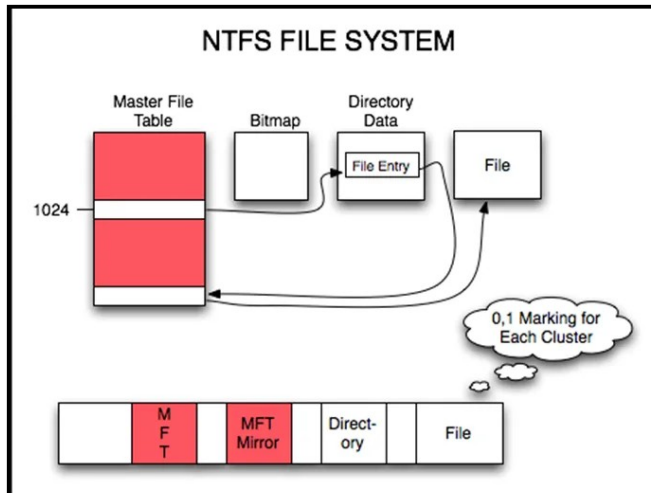 NTFS FILE SYSTEM
Master File
Table
Bitmap
Directory
Data
File Entry
File
1024
0,1 Marking for
Each Cluster
M
F
T
MFT
Mirror
Direct-
ory
File